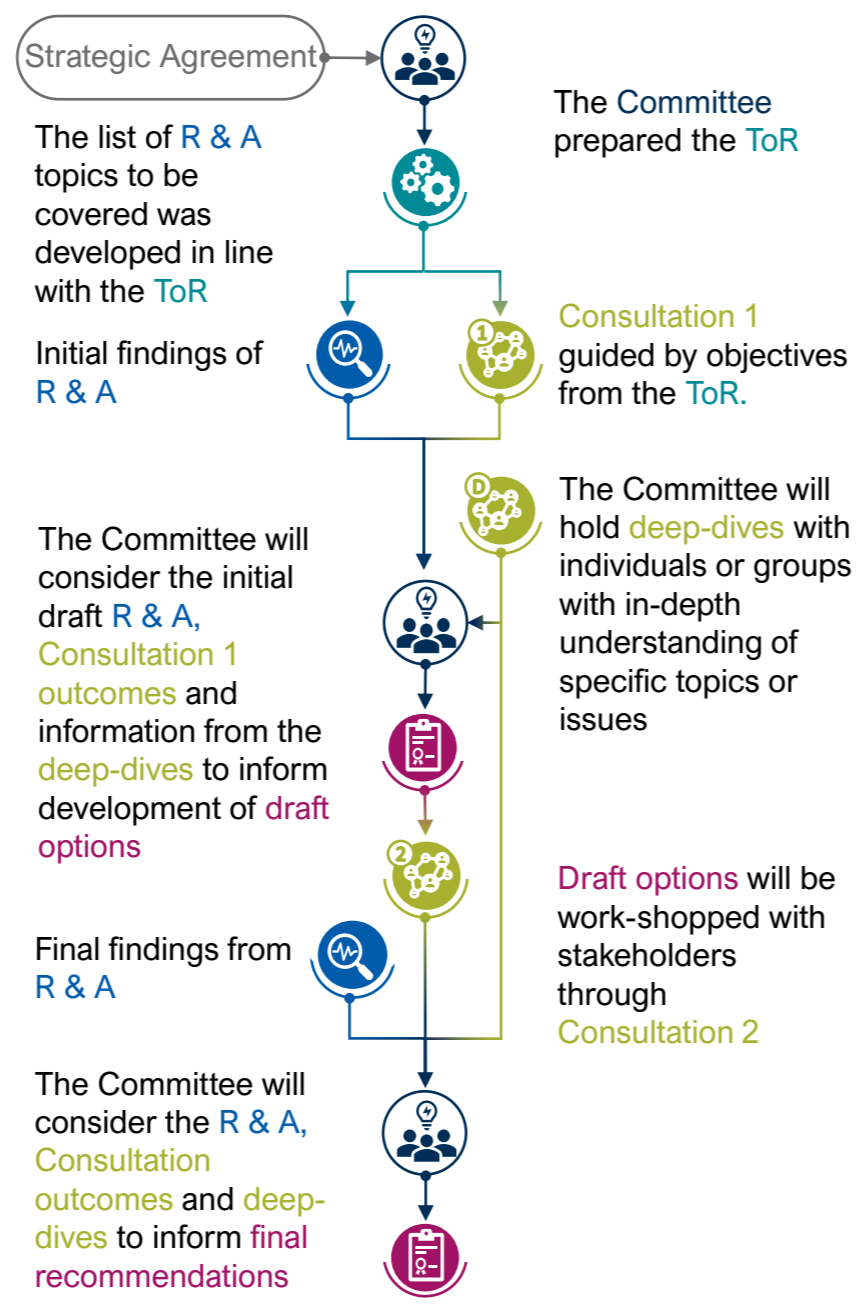 Strategic Agreement
The Committee
prepared the ToR
The list of R & A
topics to be
covered was
developed in line
with the ToR
Initial findings of
R & A
1
Consultation 1
guided by objectives
from the ToR.
D
The Committee will
hold deep-dives with
individuals or groups
with in-depth
understanding of
specific topics or
issues
The Committee will
consider the initial
draft R & A,
Consultation 1
outcomes and
information from the
deep-dives to inform
development of draft
options
2
Draft options will be
work-shopped with
stakeholders
through
Consultation 2
Final findings from
R & A
The Committee will
consider the R & A,
Consultation
outcomes and deep-
dives to inform final
recommendations